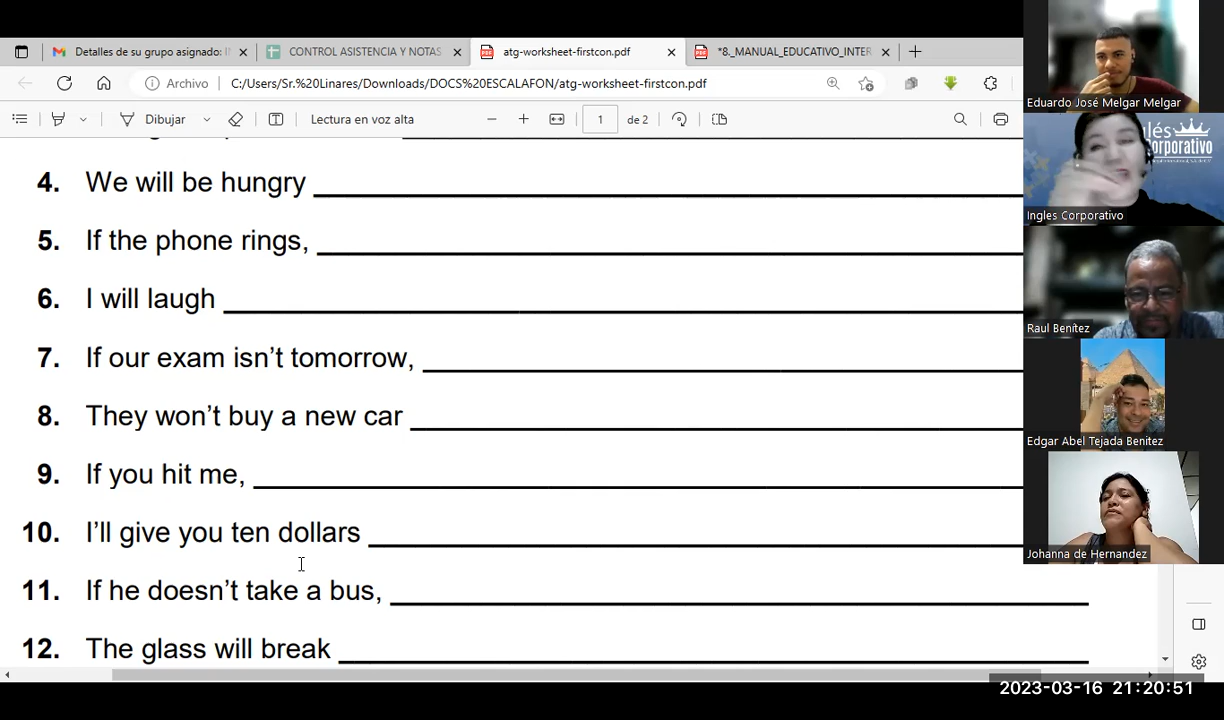 Detalles de su grupo asignado: I
CONTROL ASISTENCIA Y NOTAS
atg-worksheet-firstcon.pdf
*8._MANUAL_EDUCATIVO_INTER
Archivo
C:/Users/Sr.%20Linares/Downloads/DOCS%20ESCALAFON/atg-worksheet-firstcon.pdf
Dibujar
Lectura en voz alta
1
de 2
4. We will be hungry
5. If the phone rings,
6. I will laugh
7. If our exam isn't tomorrow,
8. They won't buy a new car
9. If you hit me,
10. I'll give you ten dollars
11. If he doesn't take a bus,
12. The glass will break
Eduardo José Melgar Melgar
Corporativo
Ingles Corporativo
Raul Benítez
Edgar Abel Tejada Benitez
Johanna de Hernandez
2023-03-16 21:20:51